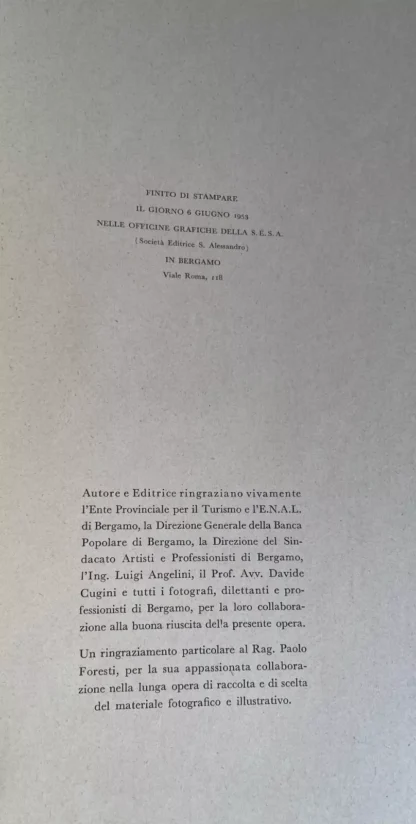 FINITO DI STAMPARE
IL GIORNO 6 GIUGNO 1953
NELLE OFFICINE GRAFICHE DELLA S.E.S.A.
(Società Editrice S. Alessandro)
IN BERGAMO
Viale Roma, 118
Autore e Editrice ringraziano vivamente
l'Ente Provinciale per il Turismo e l'E.N.A.L.
di Bergamo, la Direzione Generale della Banca
Popolare di Bergamo, la Direzione del Sin-
dacato Artisti e Professionisti di Bergamo,
l'Ing. Luigi Angelini, il Prof. Avv. Davide
Cugini e tutti i fotografi, dilettanti e pro-
fessionisti di Bergamo, per la loro collabora-
zione alla buona riuscita del'a presente opera.
Un ringraziamento particolare al Rag. Paolo
Foresti, per la sua appassionata collabora-
zione nella lunga opera di raccolta e di scelta
del materiale fotografico e illustrativo.